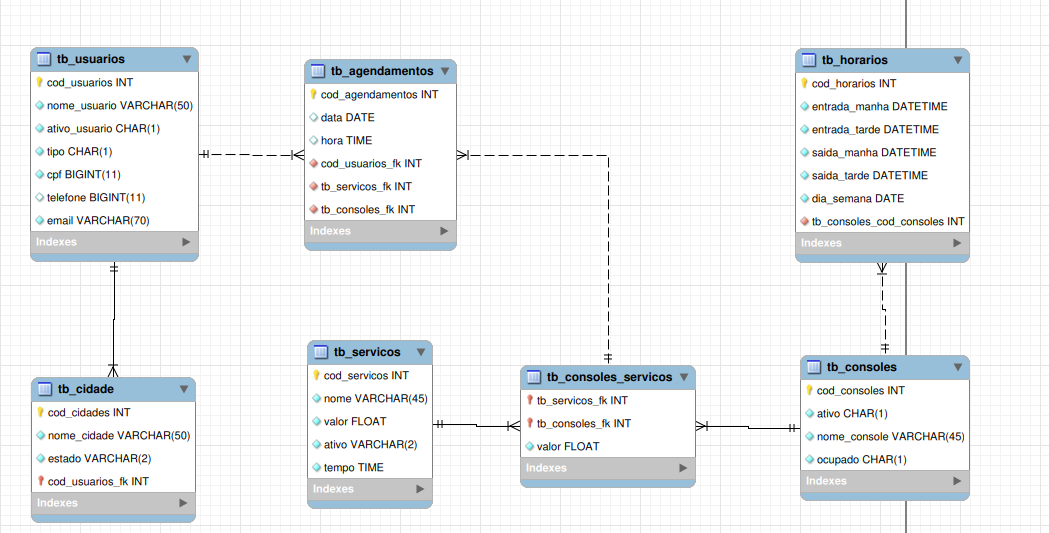 tb_usuarios
cod_usuarios INT
nome_usuario VARCHAR(50)
ativo_usuario CHAR(1)
tipo CHAR(1)
cpf BIGINT(11)
telefone BIGINT(11)
email VARCHAR(70)
Indexes
tb_agendamentos
cod_agendamentos INT
data DATE
hora TIME
cod_usuarios_fk INT
tb_servicos_fk INT
tb_consoles_fk INT
Indexes
tb_horarios
cod_horarios INT
entrada_manha DATETIME
entrada_tarde DATETIME
saida_manha DATETIME
saida_tarde DATETIME
dia_semana DATE
tb_consoles_cod_consoles INT
Indexes
tb_cidade
cod_cidades INT
nome_cidade VARCHAR(50)
estado VARCHAR(2)
cod_usuarios_fk INT
Indexes
tb_servicos
cod_servicos INT
nome VARCHAR(45)
valor FLOAT
ativo VARCHAR(2)
tempo TIME
Indexes
tb_consoles_servicos
tb_servicos_fk INT
tb_consoles_fk INT
valor FLOAT
Indexes
tb_consoles
cod_consoles INT
ativo CHAR(1)
nome_console VARCHAR(45)
ocupado CHAR(1)
Indexes